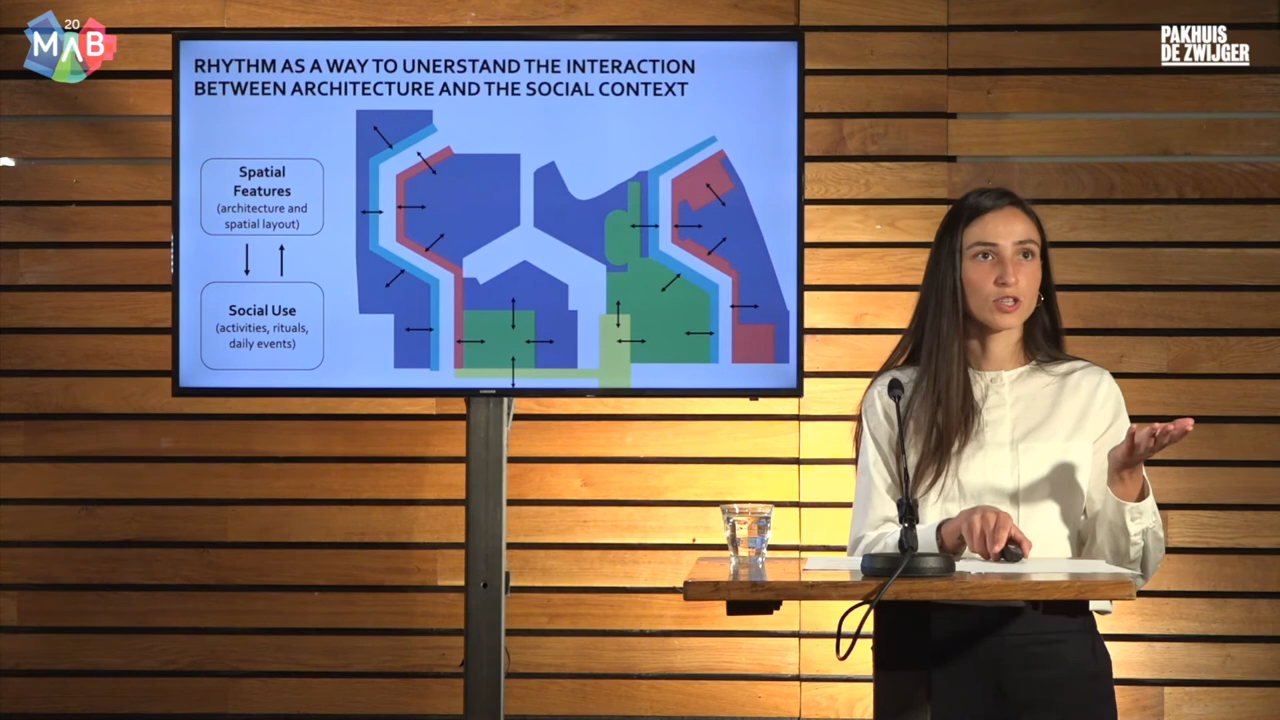 20
MAB
PAKHUIS
DE ZWIJGER
RHYTHM AS A WAY TO UNERSTAND THE INTERACTION
BETWEEN ARCHITECTURE AND THE SOCIAL CONTEXT
Spatial
Features
(architecture and
spatial layout)
Social Use
(activities, rituals,
daily events)